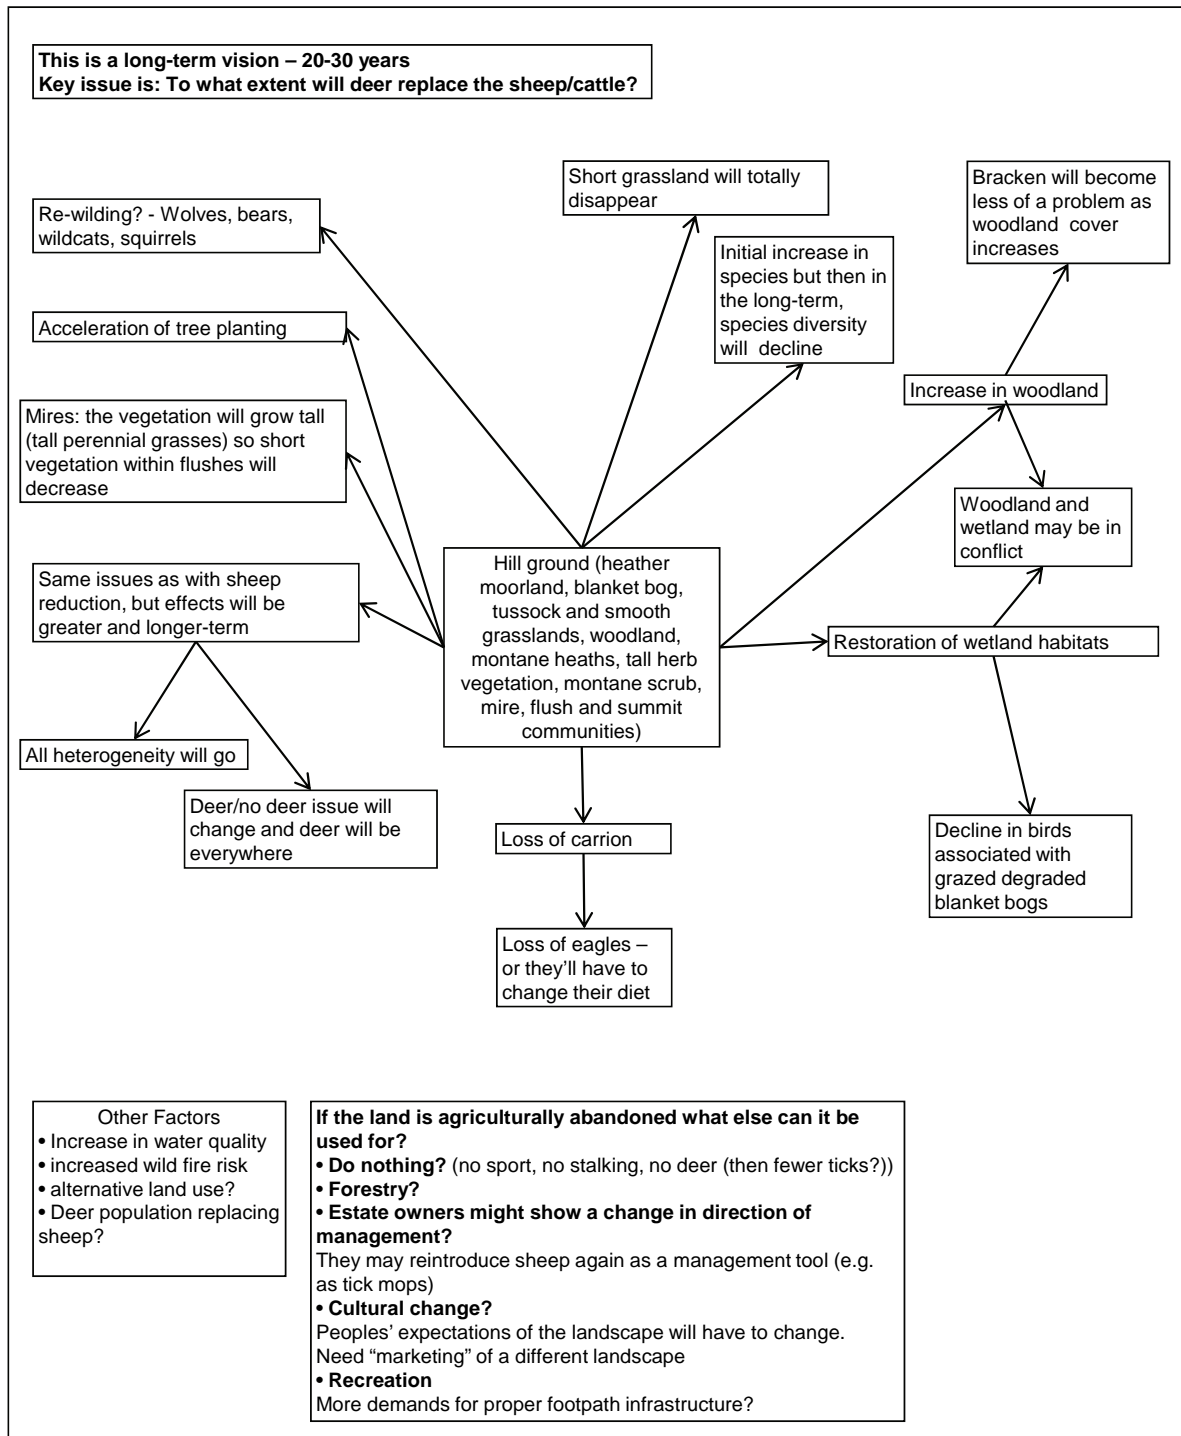 This is a long-term vision – 20-30 years
Key issue is: To what extent will deer replace the sheep/cattle?
Re-wilding? - Wolves, bears,
wildcats, squirrels
Short grassland will totally
disappear
Bracken will become
less of a problem as
woodland cover
increases
Initial increase in
species but then in
the long-term,
species diversity
will decline
Acceleration of tree planting
Increase in woodland
Mires: the vegetation will grow tall
(tall perennial grasses) so short
vegetation within flushes will
decrease
Woodland and
wetland may be in
conflict
Same issues as with sheep
reduction, but effects will be
greater and longer-term
Hill ground (heather
moorland, blanket bog,
tussock and smooth
grasslands, woodland,
montane heaths, tall herb
vegetation, montane scrub,
mire, flush and summit
communities)
Restoration of wetland habitats
All heterogeneity will go
Deer/no deer issue will
change and deer will be
everywhere
Loss of carrion
Decline in birds
associated with
grazed degraded
blanket bogs
Loss of eagles –
or they’ll have to
change their diet
Other Factors
• Increase in water quality
• increased wild fire risk
• alternative land use?
• Deer population replacing
sheep?
If the land is agriculturally abandoned what else can it be
used for?
• Do nothing? (no sport, no stalking, no deer (then fewer ticks?))
• Forestry?
• Estate owners might show a change in direction of
management?
They may reintroduce sheep again as a management tool (e.g.
as tick mops)
• Cultural change?
Peoples’ expectations of the landscape will have to change.
Need “marketing” of a different landscape
• Recreation
More demands for proper footpath infrastructure?